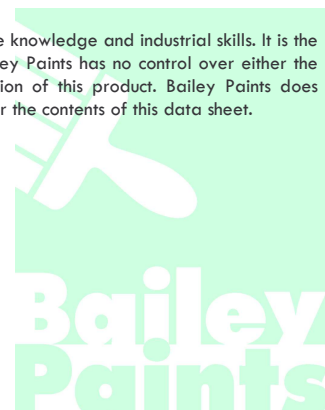 knowledge and industrial skills. It is the
ey Paints has no control over either the
ion of this product. Bailey Paints does
r the contents of this data sheet.
Bailey
Paints